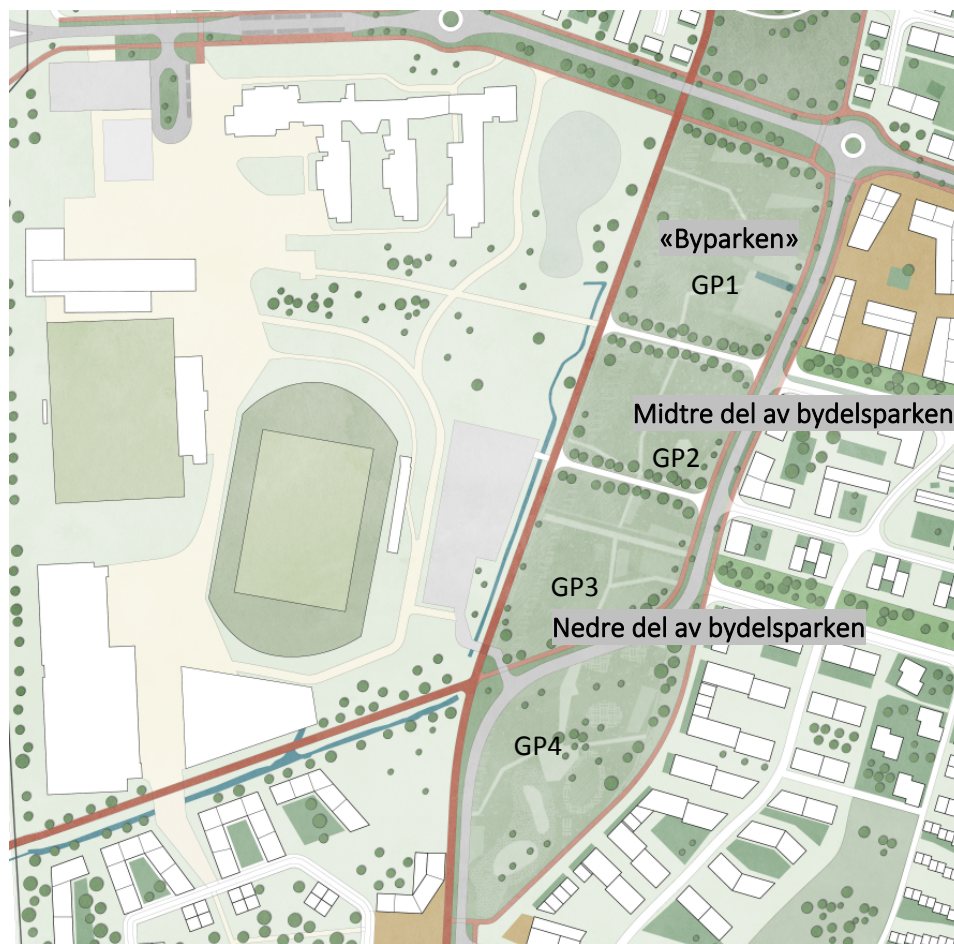 «Byparken»
GP1
Midtre del av bydelsparken
GP2
GP3
Nedre del av bydelsparken
GP4